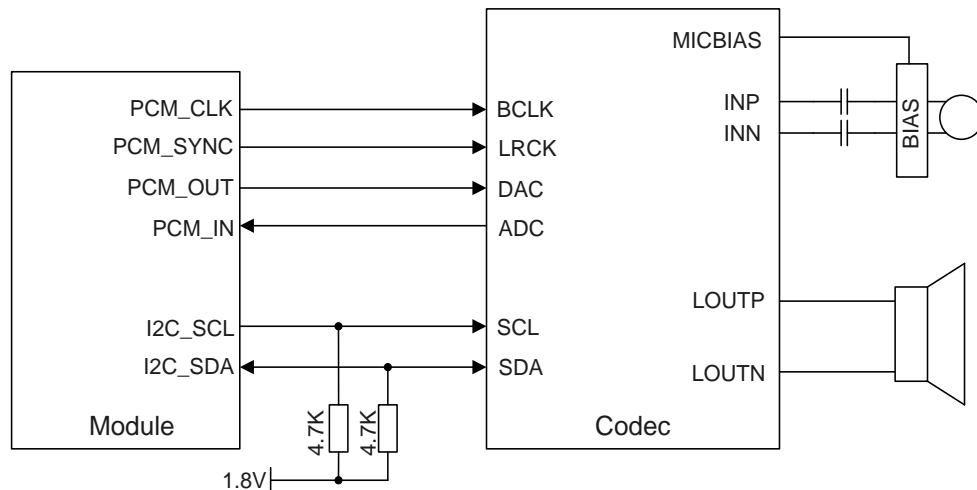 MICBIAS
PCM_CLK
BCLK
INP
PCM_SYNC
LRCK
INN
BIAS
PCM_OUT
DAC
PCM_IN
ADC
LOUTP
I2C_SCL
SCL
I2C_SDA
SDA
LOUTN
Module
4.7K
4.7K
Codec
1.8V